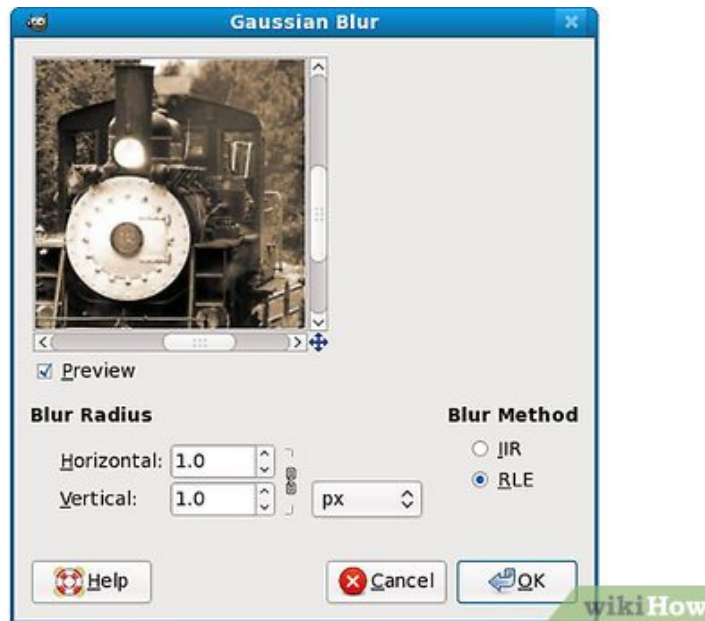 Gaussian Blur
Preview
Blur Radius
Blur Method
Horizontal: 1.0
IIR
Vertical: 1.0
px
RLE
Help
Cancel
OK
wikiHow